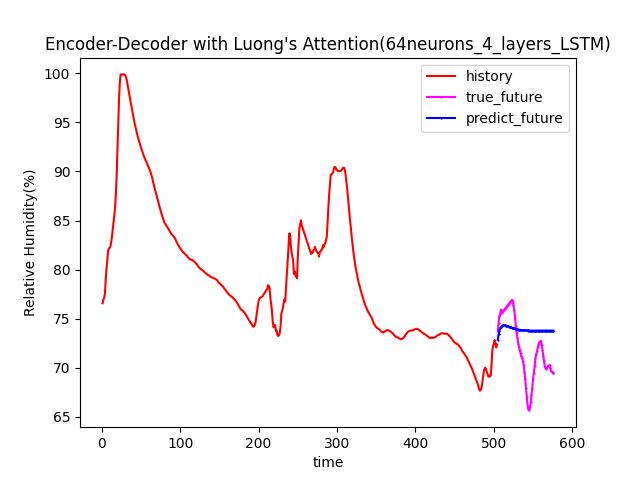 Encoder-Decoder with Luong's Attention(64neurons_4_layers_LSTM)
history
true_future
predict_future
Relative Humidity(%)
100
95
90
85
80
75
70
65
0 100 200 300 400 500 600
time